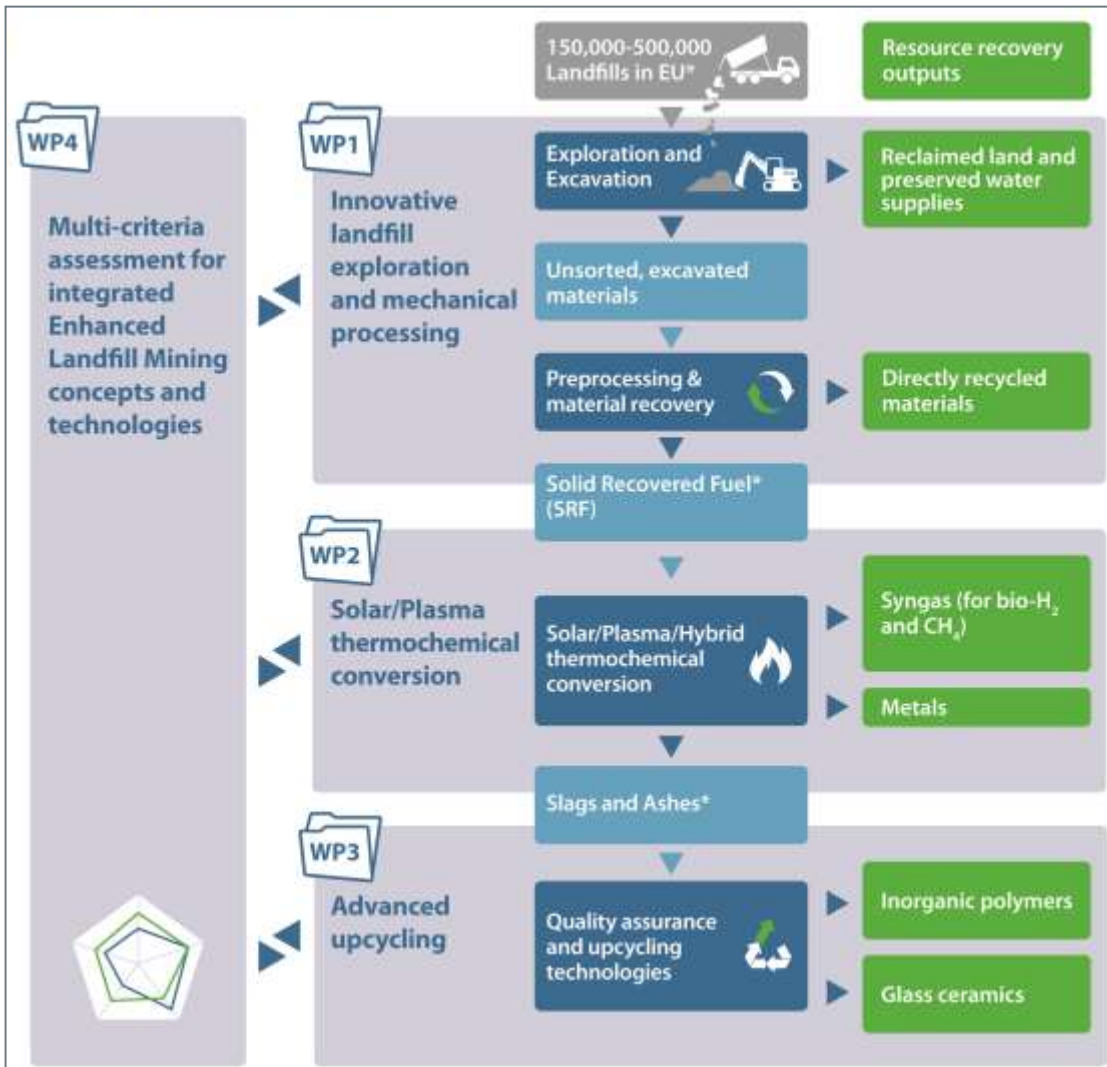 150,000-500,000
Landfills in EU*
Resource recovery
outputs
WP4
Multi-criteria
assessment for
integrated
Enhanced
Landfill Mining
concepts and
technologies
WP1
Innovative
landfill
exploration
and mechanical
processing
Exploration and
Excavation
Reclaimed land and
preserved water
supplies
Unsorted, excavated
materials
Preprocessing &
material recovery
Directly recycled
materials
Solid Recovered Fuel*
(SRF)
WP2
Solar/Plasma
thermochemical
conversion
Solar/Plasma/Hybrid
thermochemical
conversion
Syngas (for bio-H₂
and CH₄)
Metals
Slags and Ashes*
WP3
Advanced
upcycling
Quality assurance
and upcycling
technologies
Inorganic polymers
Glass ceramics